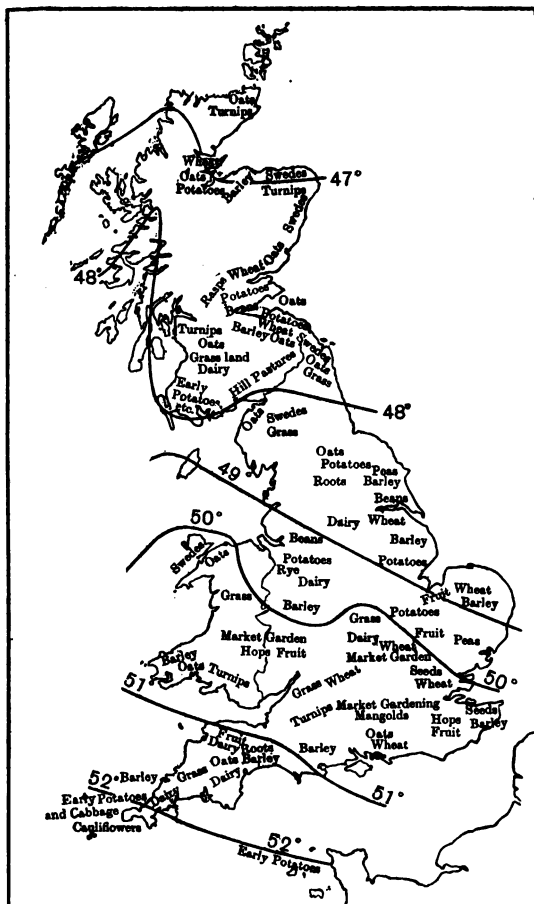 Oats
Turnips
Wheat
Oats
Potatoes
Barley
Swedes
Turnips
47°
Swedes
48°
Rasps Wheat Oats
Potatoes
Oats
Beans Potatoes
Wheat Swedes
Barley Oats
Oats
Grass
Turnips
Oats
Grass land
Dairy
Hill Pastures
Early
Potatoes
etc.
48°
Oats
Swedes
Grass
Oats
Potatoes
Peas
Roots
Barley
Beans
49°
Dairy Wheat
Barley
Beans
Potatoes
50°
Swedes
Oats
Potatoes
Rye
Dairy
Fruit
Wheat
Barley
Grass
Barley
Potatoes
Grass
Market Garden
Hops Fruit
Dairy
Wheat
Market Garden
Fruit
Peas
Barley
Oats Turnips
Seeds
Wheat
50°
Grass Wheat
51
Turnips
Market Gardening
Mangolds
Hops
Fruit
Seeds
Barley
Fruit
Dairy Roots
Oats Barley
Barley
Oats
Wheat
Grass
Dairy
51°
52°
Barley
Early Potatoes
and Cabbage
Cauliflowers
Dairy
52°
Early Potatoes